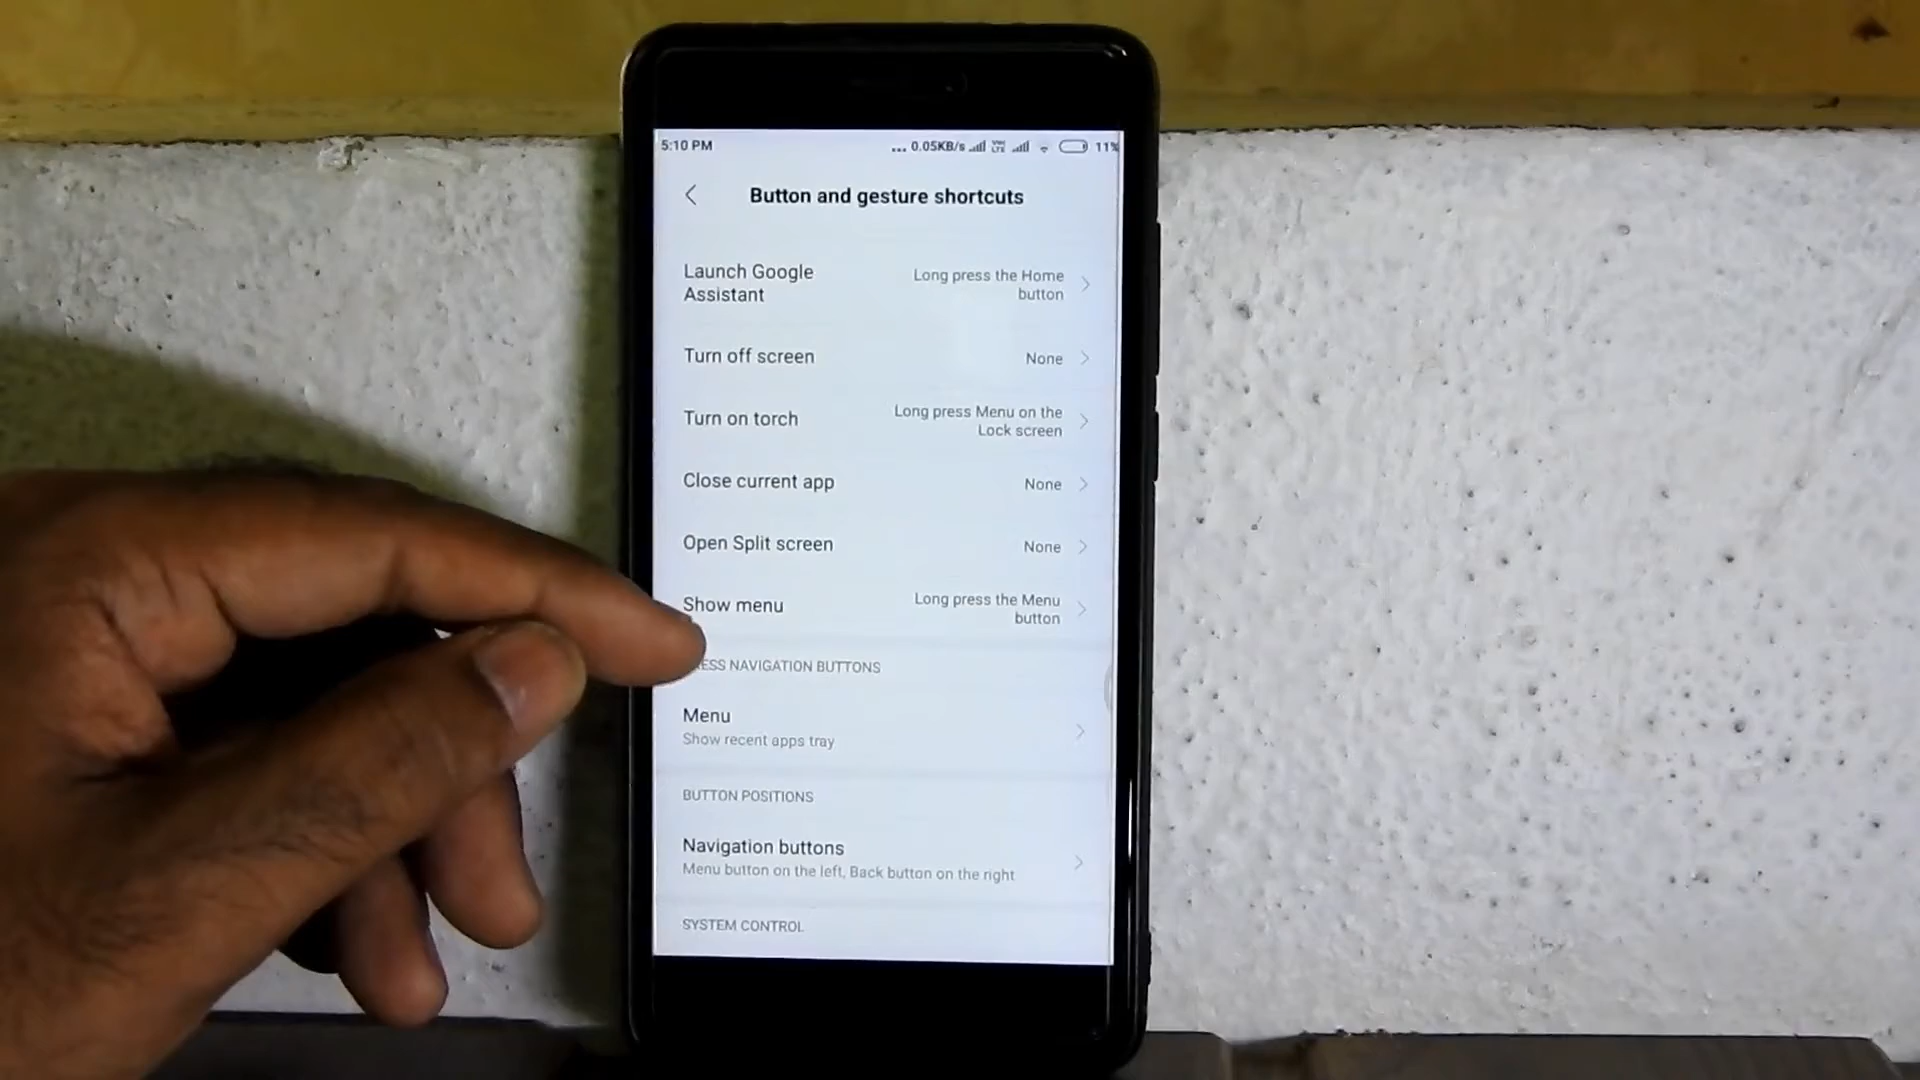 5:10 PM
... 0.05KB/s
11%
Button and gesture shortcuts
Launch Google
Assistant
Long press the Home
button
Turn off screen
None
Turn on torch
Long press Menu on the
Lock screen
Close current app
None
Open Split screen
None
Show menu
Long press the Menu
button
ESS NAVIGATION BUTTONS
Menu
Show recent apps tray
BUTTON POSITIONS
Navigation buttons
Menu button on the left, Back button on the right
SYSTEM CONTROL